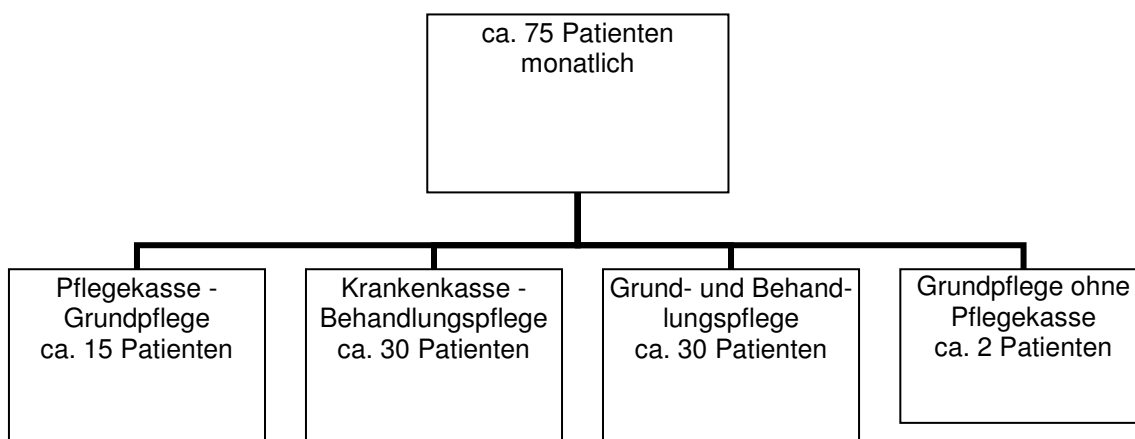 ca. 75 Patienten
monatlich
Pflegekasse -
Grundpflege
ca. 15 Patienten
Krankenkasse -
Behandlungspflege
ca. 30 Patienten
Grund- und Behand-
lungspflege
ca. 30 Patienten
Grundpflege ohne
Pflegekasse
ca. 2 Patienten